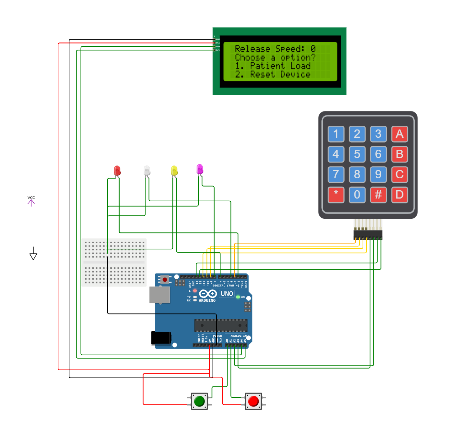 Release Speed: 0
Choose a option?
1. Patient Load
2. Reset Device
1 2 3 A
4 5 6 B
7 8 9 C
* 0 # D
UNO
ARDUINO